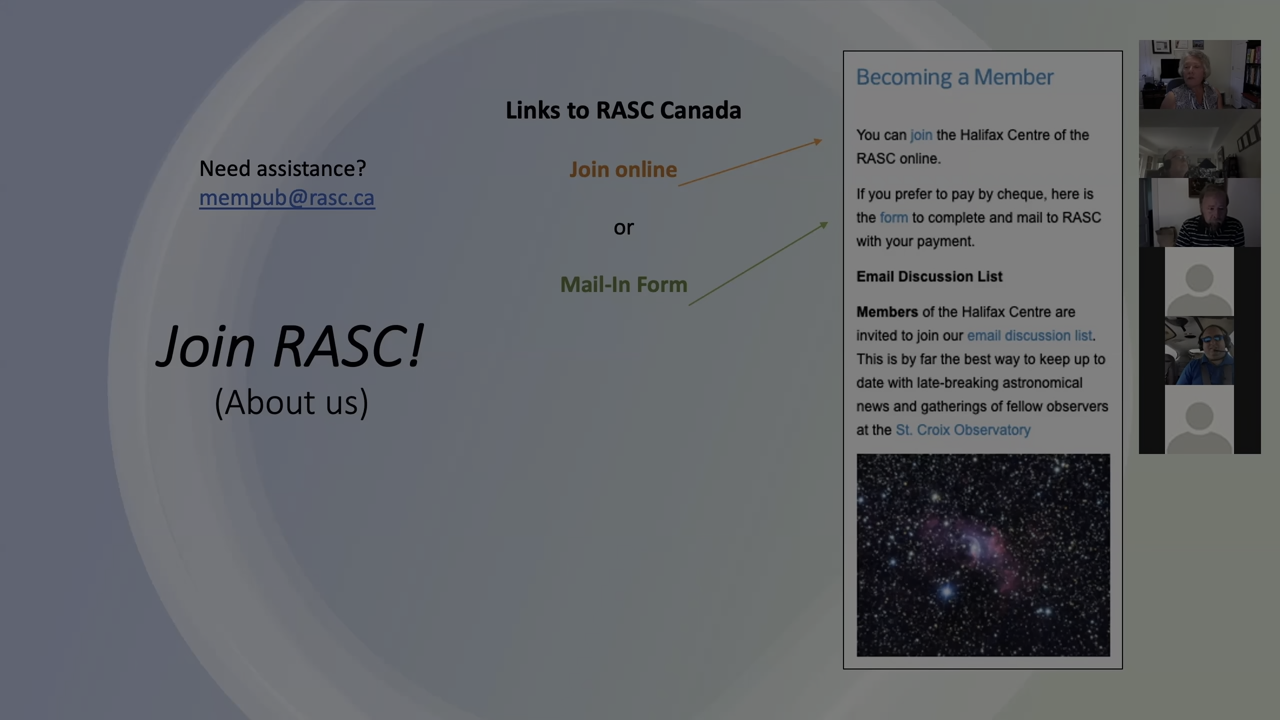 Need assistance?
mempub@rasc.ca
Join RASC!
(About us)
Links to RASC Canada
Join online
or
Mail-In Form
Becoming a Member
You can join the Halifax Centre of the
RASC online.
If you prefer to pay by cheque, here is
the form to complete and mail to RASC
with your payment.
Email Discussion List
Members of the Halifax Centre are
invited to join our email discussion list.
This is by far the best way to keep up to
date with late-breaking astronomical
news and gatherings of fellow observers
at the St. Croix Observatory